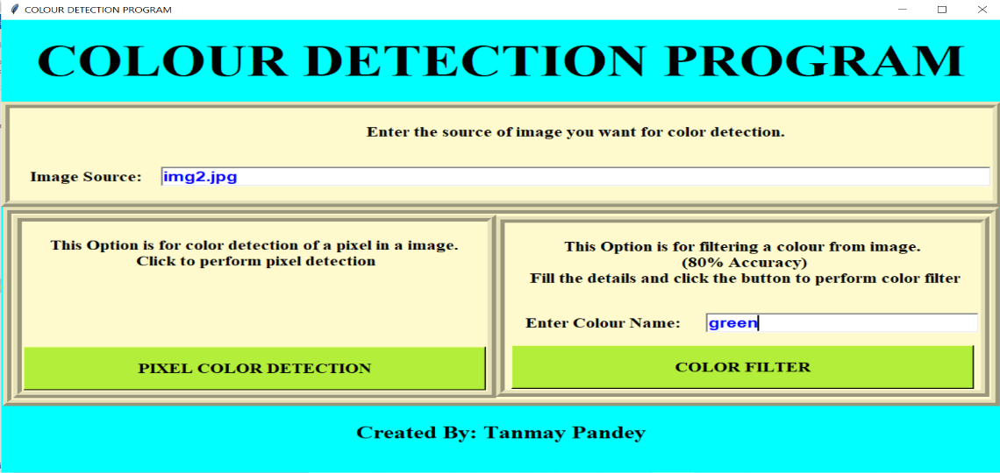 COLOUR DETECTION PROGRAM
COLOUR DETECTION PROGRAM
Enter the source of image you want for color detection.
Image Source: img2.jpg
This Option is for color detection of a pixel in a image.
Click to perform pixel detection
PIXEL COLOR DETECTION
This Option is for filtering a colour from image.
(80% Accuracy)
Fill the details and click the button to perform color filter
Enter Colour Name: green
COLOR FILTER
Created By: Tanmay Pandey